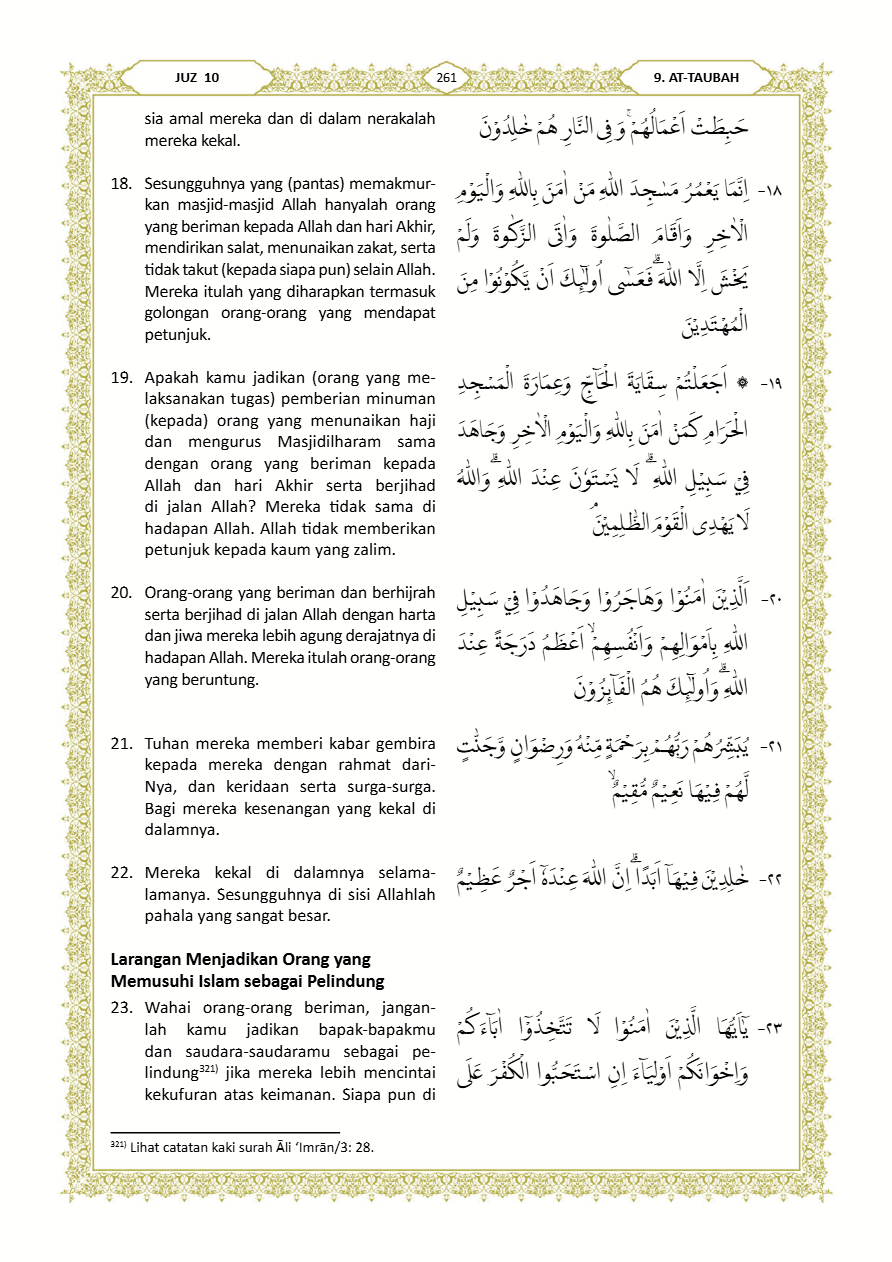 JUZ 10
261
9. AT-TAUBAH
sia amal mereka dan di dalam nerakalah
mereka kekal.
حَبِطَتْ اَعْمَالُهُمْۚ وَ فِى النَّارِ هُمْ خٰلِدُوْنَ
18. Sesungguhnya yang (pantas) memakmur-
kan masjid-masjid Allah hanyalah orang
yang beriman kepada Allah dan hari Akhir,
mendirikan salat, menunaikan zakat, serta
tidak takut (kepada siapa pun) selain Allah.
Mereka itulah yang diharapkan termasuk
golongan orang-orang yang mendapat
petunjuk.
١٨- اِنَّمَا يَعْمُرُ مَسٰجِدَ اللّٰهِ مَنْ اٰمَنَ بِاللّٰهِ وَالْيَوْمِ
الْاٰخِرِ وَاَقَامَ الصَّلٰوةَ وَاٰتَى الزَّكٰوةَ وَلَمْ
يَخْشَ اِلَّا اللّٰهَ ۗفَعَسٰٓى اُولٰۤىِٕكَ اَنْ يَّكُوْنُوْا مِنَ
الْمُهْتَدِيْنَ
19. Apakah kamu jadikan (orang yang me-
laksanakan tugas) pemberian minuman
(kepada) orang yang menunaikan haji
dan mengurus Masjidilharam sama
dengan orang yang beriman kepada
Allah dan hari Akhir serta berjihad
di jalan Allah? Mereka tidak sama di
hadapan Allah. Allah tidak memberikan
petunjuk kepada kaum yang zalim.
١٩- ۞ اَجَعَلْتُمْ سِقَايَةَ الْحَاۤجِّ وَعِمَارَةَ الْمَسْجِدِ
الْحَرَامِ كَمَنْ اٰمَنَ بِاللّٰهِ وَالْيَوْمِ الْاٰخِرِ وَجَاهَدَ
فِيْ سَبِيْلِ اللّٰهِ ۗ لَا يَسْتَوٗنَ عِنْدَ اللّٰهِ ۗوَاللّٰهُ
لَا يَهْدِى الْقَوْمَ الظّٰلِمِيْنَۘ
20. Orang-orang yang beriman dan berhijrah
serta berjihad di jalan Allah dengan harta
dan jiwa mereka lebih agung derajatnya di
hadapan Allah. Mereka itulah orang-orang
yang beruntung.
٢٠- اَلَّذِيْنَ اٰمَنُوْا وَهَاجَرُوْا وَجَاهَدُوْا فِيْ سَبِيْلِ
اللّٰهِ بِاَمْوَالِهِمْ وَاَنْفُسِهِمْۙ اَعْظَمُ دَرَجَةً عِنْدَ
اللّٰهِ ۗوَاُولٰۤىِٕكَ هُمُ الْفَاۤىِٕزُوْنَ
21. Tuhan mereka memberi kabar gembira
kepada mereka dengan rahmat dari-
Nya, dan keridaan serta surga-surga.
Bagi mereka kesenangan yang kekal di
dalamnya.
٢١- يُبَشِّرُهُمْ رَبُّهُمْ بِرَحْمَةٍ مِّنْهُ وَرِضْوَانٍ وَّجَنّٰتٍ
لَّهُمْ فِيْهَا نَعِيْمٌ مُّقِيْمٌۙ
22. Mereka kekal di dalamnya selama-
lamanya. Sesungguhnya di sisi Allahlah
pahala yang sangat besar.
٢٢- خٰلِدِيْنَ فِيْهَآ اَبَدًا ۗاِنَّ اللّٰهَ عِنْدَهٗٓ اَجْرٌ عَظِيْمٌ
Larangan Menjadikan Orang yang
Memusuhi Islam sebagai Pelindung
23. Wahai orang-orang beriman, jangan-
lah kamu jadikan bapak-bapakmu
dan saudara-saudaramu sebagai pe-
lindung³²¹⁾ jika mereka lebih mencintai
kekufuran atas keimanan. Siapa pun di
٢٣- يٰٓاَيُّهَا الَّذِيْنَ اٰمَنُوْا لَا تَتَّخِذُوْٓا اٰبَاۤءَكُمْ
وَاِخْوَانَكُمْ اَوْلِيَاۤءَ اِنِ اسْتَحَبُّوا الْكُفْرَ عَلَى
³²¹⁾ Lihat catatan kaki surah Āli ‘Imrān/3: 28.